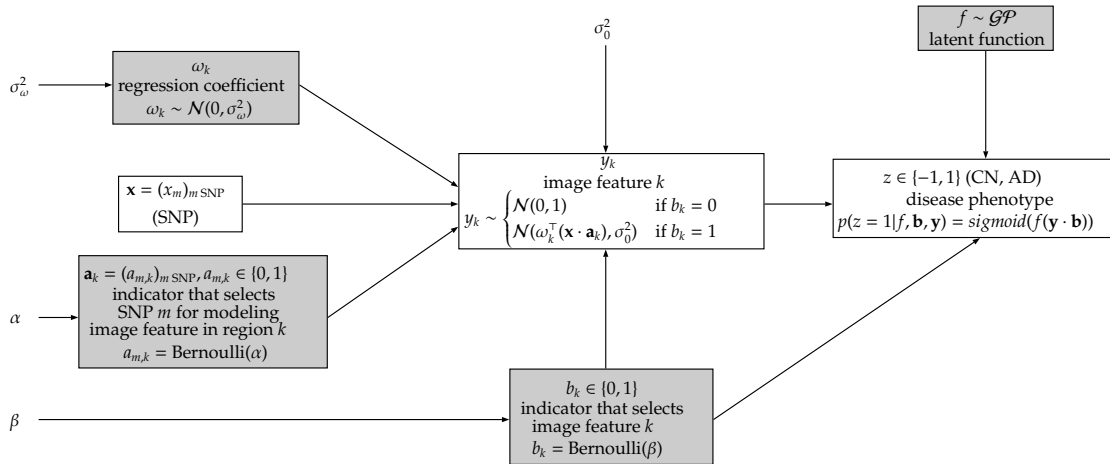 σ₀²
f ∼ 𝒢𝒫
latent function
σ_ω²
ω_k
regression coefficient
ω_k ∼ 𝒩(0, σ_ω²)
𝐱 = (x_m)_{m SNP}
(SNP)
y_k
image feature k
y_k ∼ { 𝒩(0, 1) if b_k = 0
𝒩(ω_k^⊤(𝐱 · 𝐚_k), σ₀²) if b_k = 1
z ∈ {−1, 1} (CN, AD)
disease phenotype
p(z = 1|f, 𝐛, 𝐲) = sigmoid(f(𝐲 · 𝐛))
α
𝐚_k = (a_{m,k})_{m SNP}, a_{m,k} ∈ {0, 1}
indicator that selects
SNP m for modeling
image feature in region k
a_{m,k} = Bernoulli(α)
β
b_k ∈ {0, 1}
indicator that selects
image feature k
b_k = Bernoulli(β)